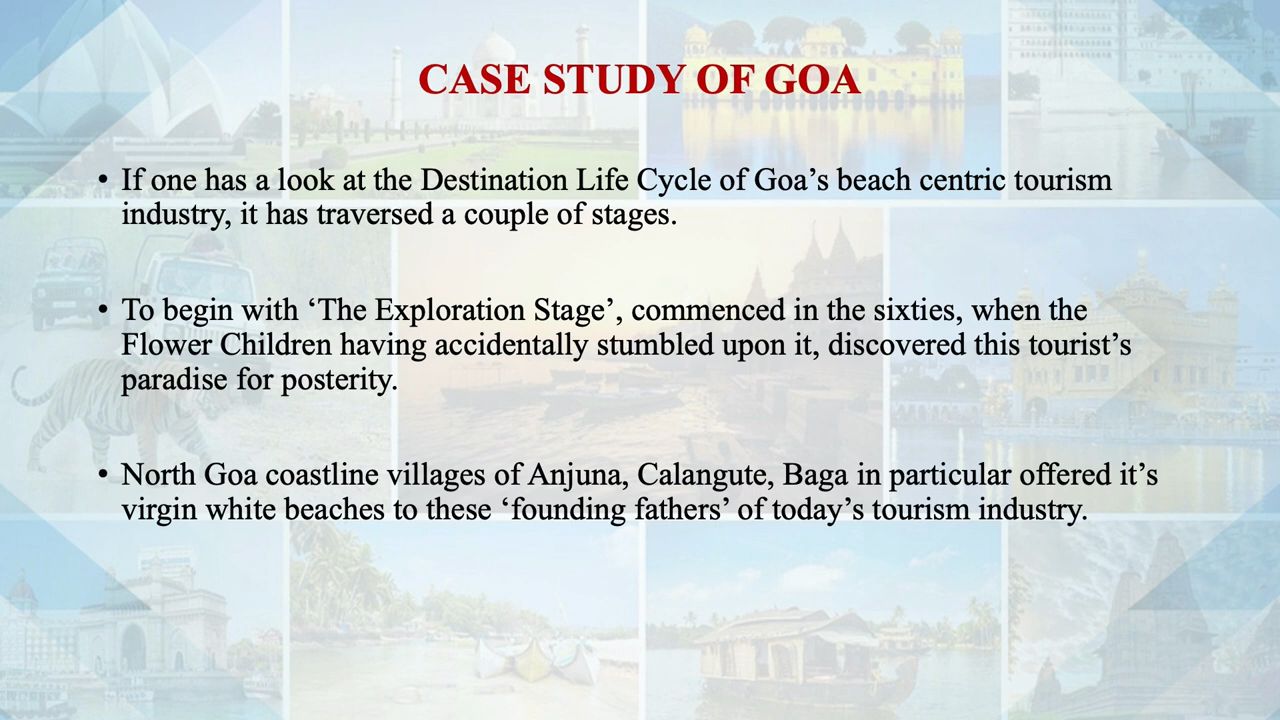 CASE STUDY OF GOA
• If one has a look at the Destination Life Cycle of Goa’s beach centric tourism
industry, it has traversed a couple of stages.
• To begin with ‘The Exploration Stage’, commenced in the sixties, when the
Flower Children having accidentally stumbled upon it, discovered this tourist’s
paradise for posterity.
• North Goa coastline villages of Anjuna, Calangute, Baga in particular offered it’s
virgin white beaches to these ‘founding fathers’ of today’s tourism industry.